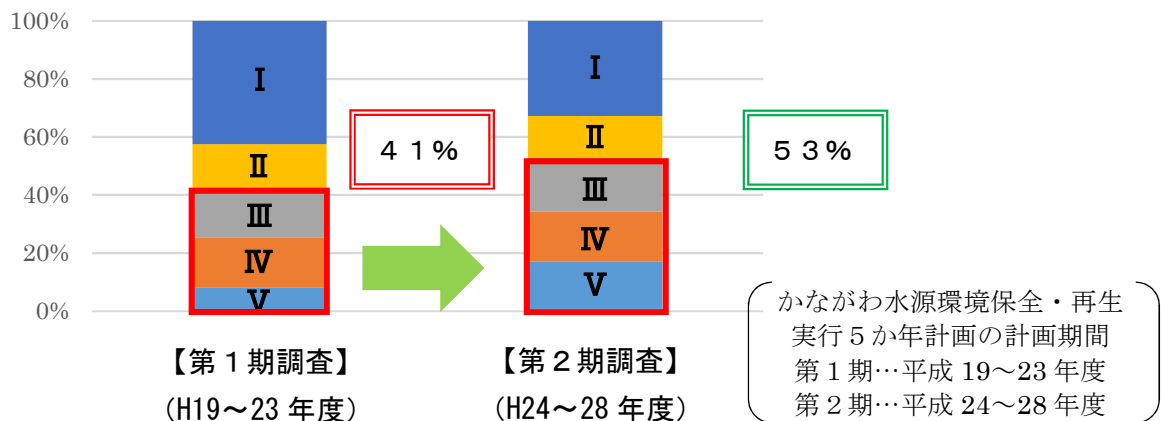 100%
80%
60%
40%
20%
0%
Ⅰ
Ⅱ
Ⅲ
Ⅳ
Ⅴ
４１%
Ⅰ
Ⅱ
Ⅲ
Ⅳ
Ⅴ
５３%
【第１期調査】
(H19～23 年度)
【第２期調査】
(H24～28 年度)
かながわ水源環境保全・再生
実行５か年計画の計画期間
第１期…平成 19～23 年度
第２期…平成 24～28 年度